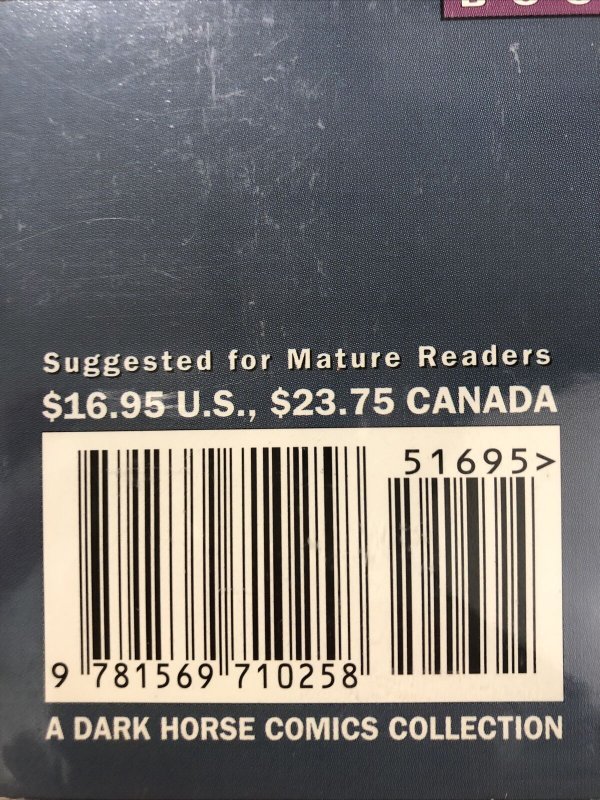 Suggested for Mature Readers
$16.95 U.S., $23.75 CANADA
51695>
9 781569 710258
A DARK HORSE COMICS COLLECTION